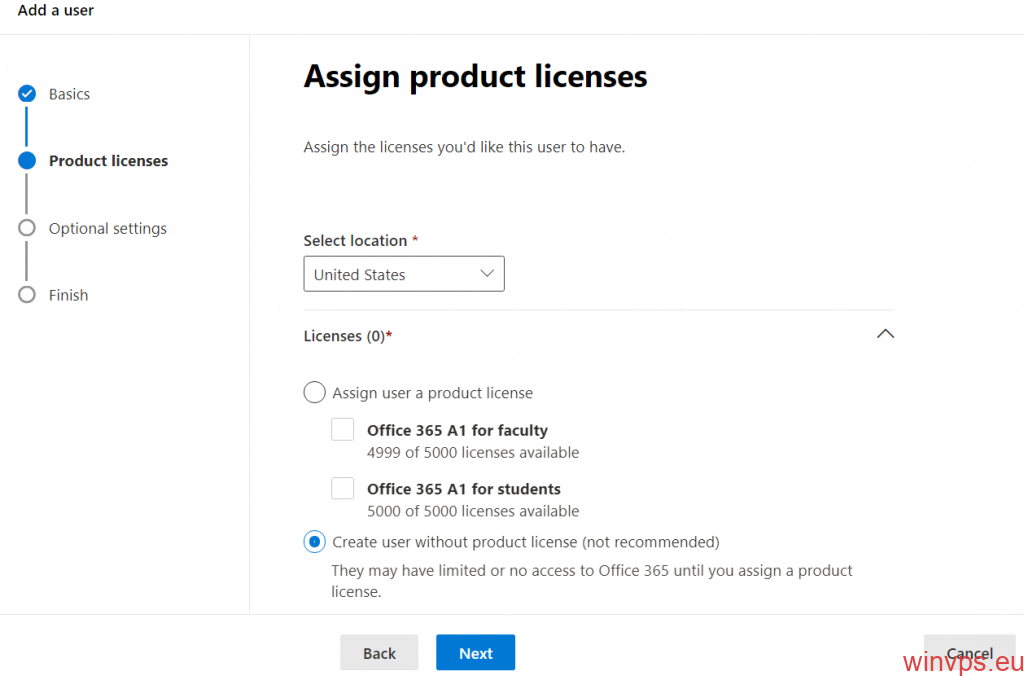 Add a user
Basics
Product licenses
Optional settings
Finish
Assign product licenses
Assign the licenses you'd like this user to have.
Select location *
United States
Licenses (0)*
Assign user a product license
Office 365 A1 for faculty
4999 of 5000 licenses available
Office 365 A1 for students
5000 of 5000 licenses available
Create user without product license (not recommended)
They may have limited or no access to Office 365 until you assign a product
license.
Back
Next
Cancel
winvps.eu